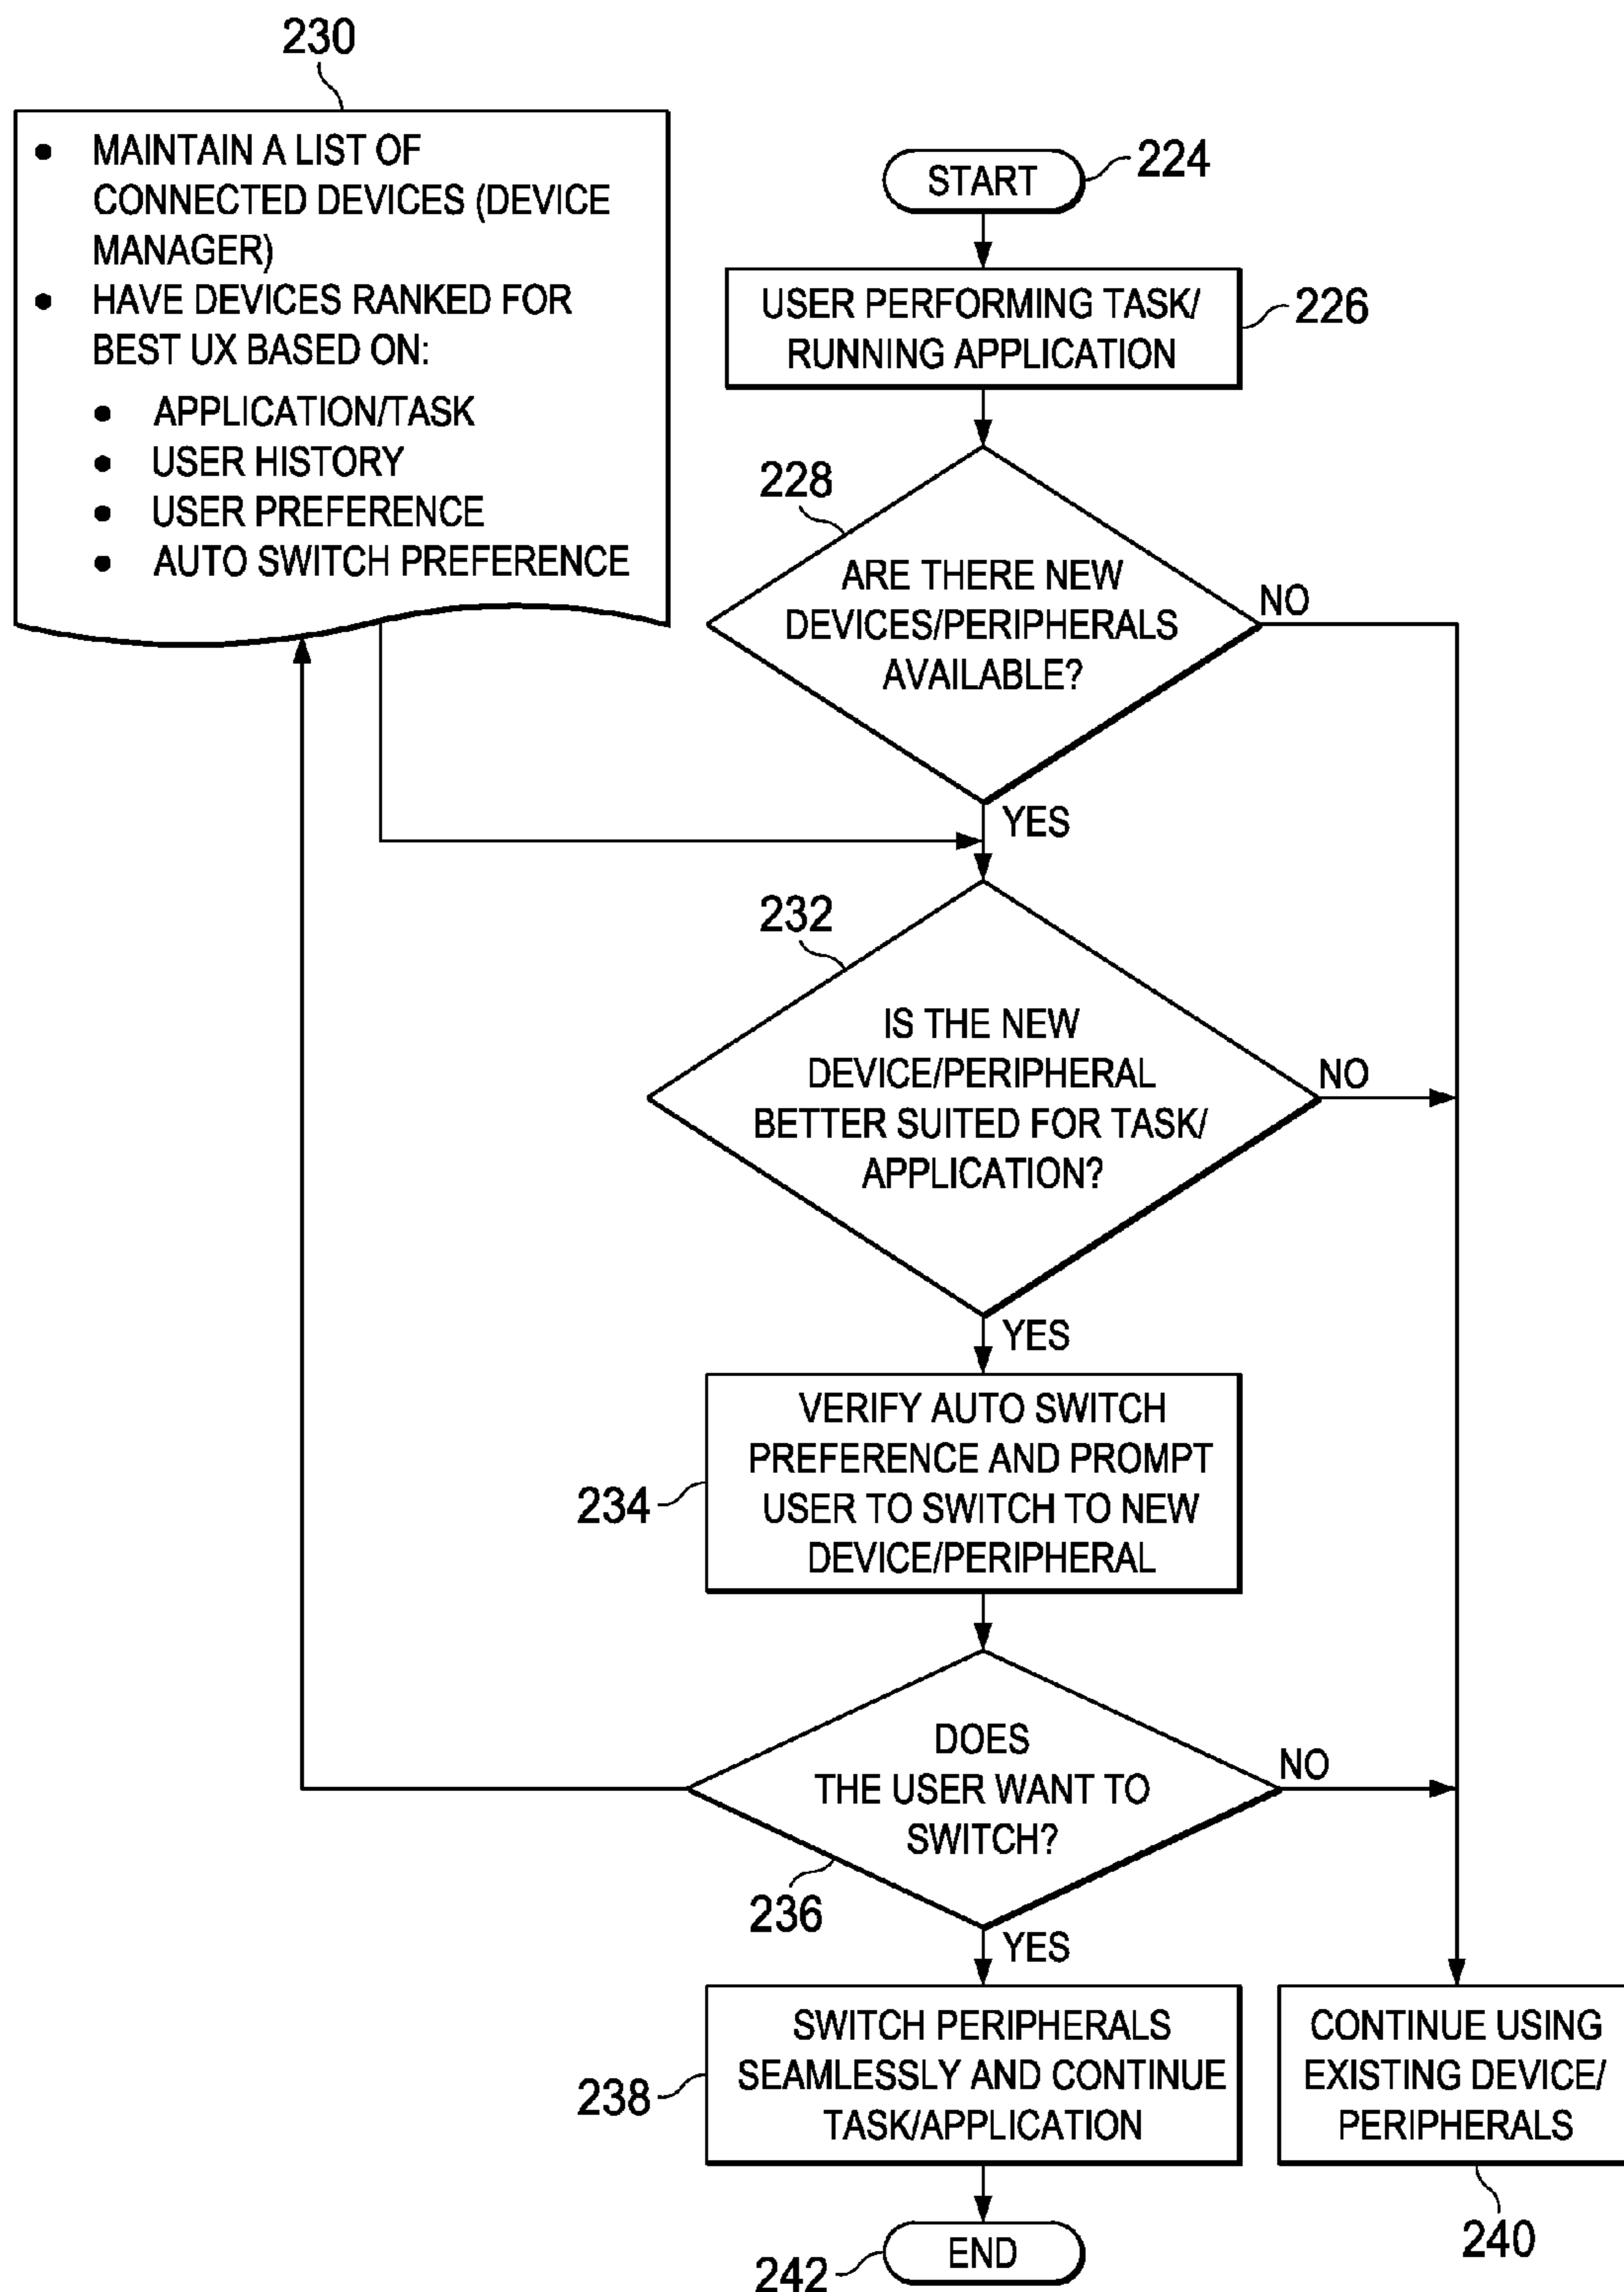 230
• MAINTAIN A LIST OF
CONNECTED DEVICES (DEVICE
MANAGER)
• HAVE DEVICES RANKED FOR
BEST UX BASED ON:
• APPLICATION/TASK
• USER HISTORY
• USER PREFERENCE
• AUTO SWITCH PREFERENCE
START
224
USER PERFORMING TASK/
RUNNING APPLICATION
226
228
ARE THERE NEW
DEVICES/PERIPHERALS
AVAILABLE?
NO
YES
232
IS THE NEW
DEVICE/PERIPHERAL
BETTER SUITED FOR TASK/
APPLICATION?
NO
YES
VERIFY AUTO SWITCH
PREFERENCE AND PROMPT
USER TO SWITCH TO NEW
DEVICE/PERIPHERAL
234
DOES
THE USER WANT TO
SWITCH?
NO
236
YES
SWITCH PERIPHERALS
SEAMLESSLY AND CONTINUE
TASK/APPLICATION
238
CONTINUE USING
EXISTING DEVICE/
PERIPHERALS
240
END
242